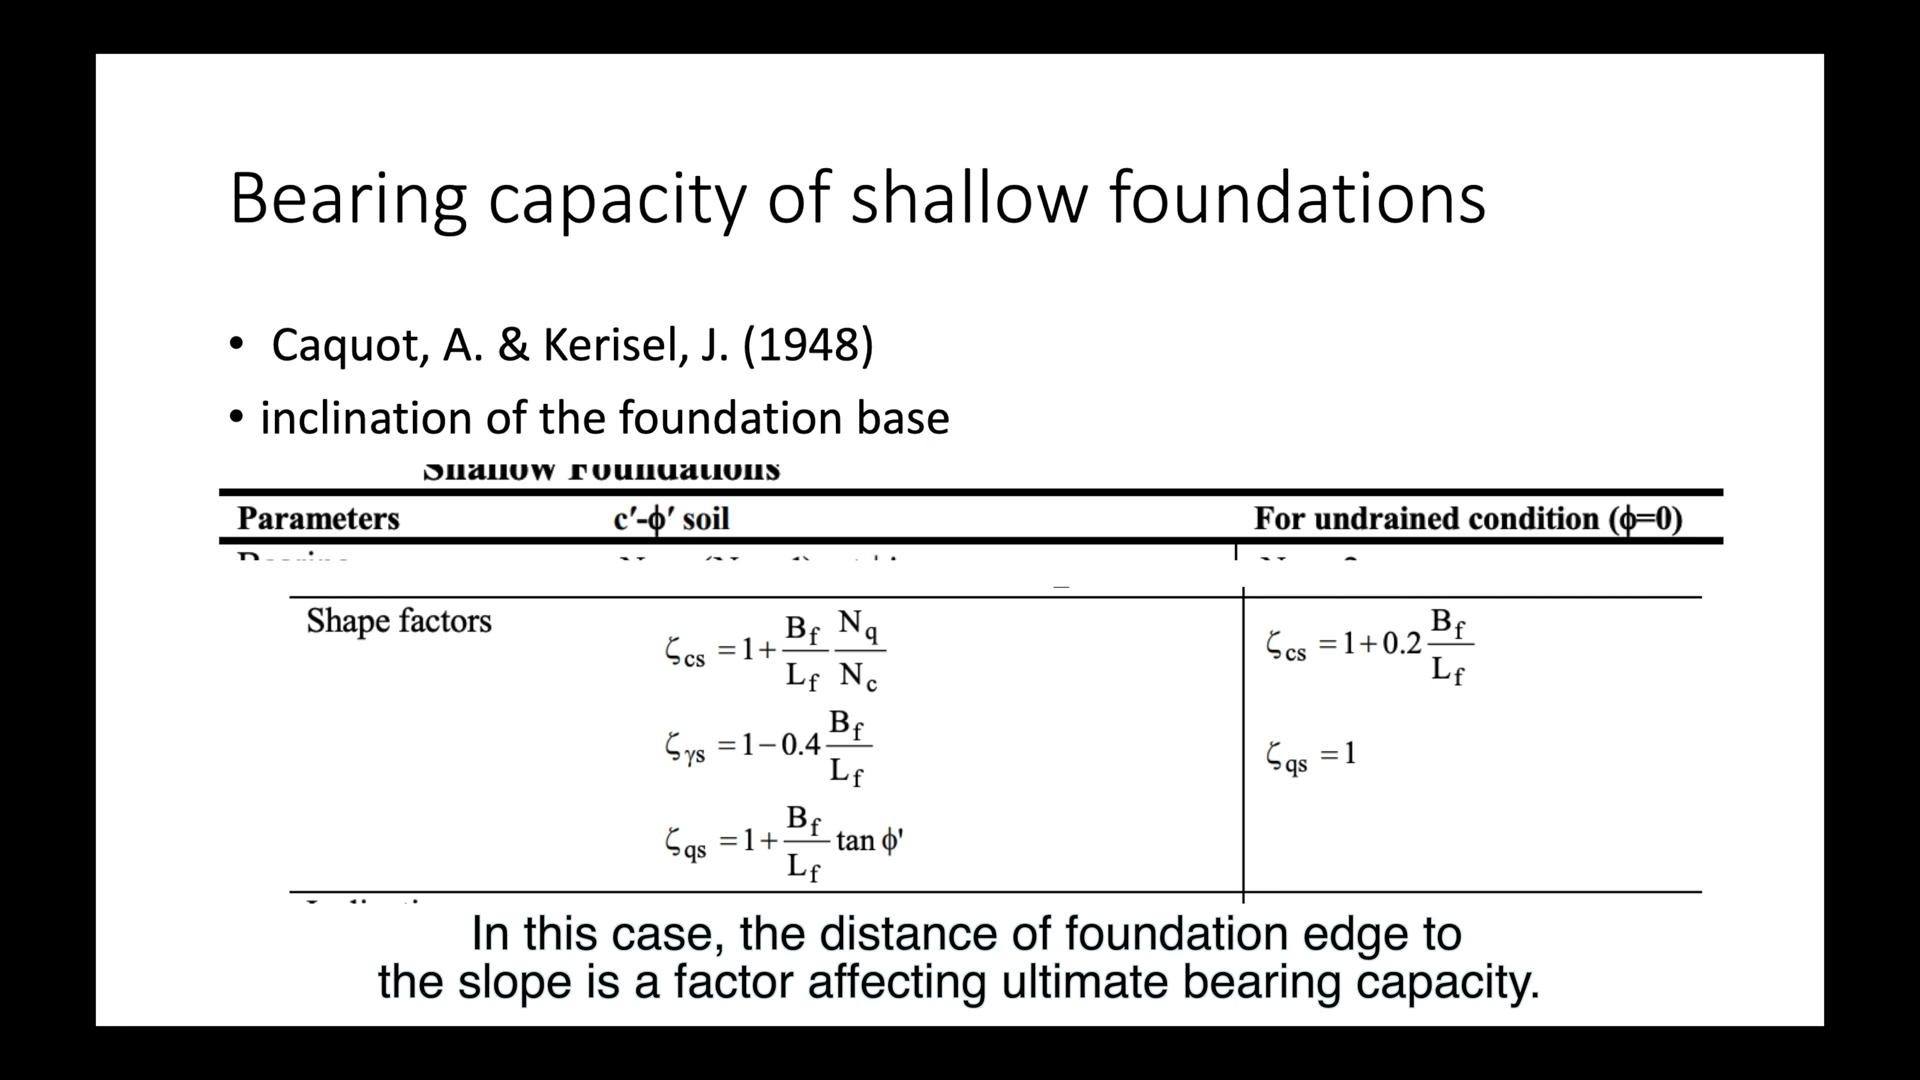 Bearing capacity of shallow foundations
• Caquot, A. & Kerisel, J. (1948)
• inclination of the foundation base
Shallow Foundations
Parameters c′-ϕ′ soil For undrained condition (ϕ=0)
Shape factors
ζcs = 1+ Bf/Lf Nq/Nc
ζcs = 1+0.2 Bf/Lf
ζγs = 1−0.4 Bf/Lf
ζqs = 1
ζqs = 1+ Bf/Lf tan ϕ'
In this case, the distance of foundation edge to
the slope is a factor affecting ultimate bearing capacity.